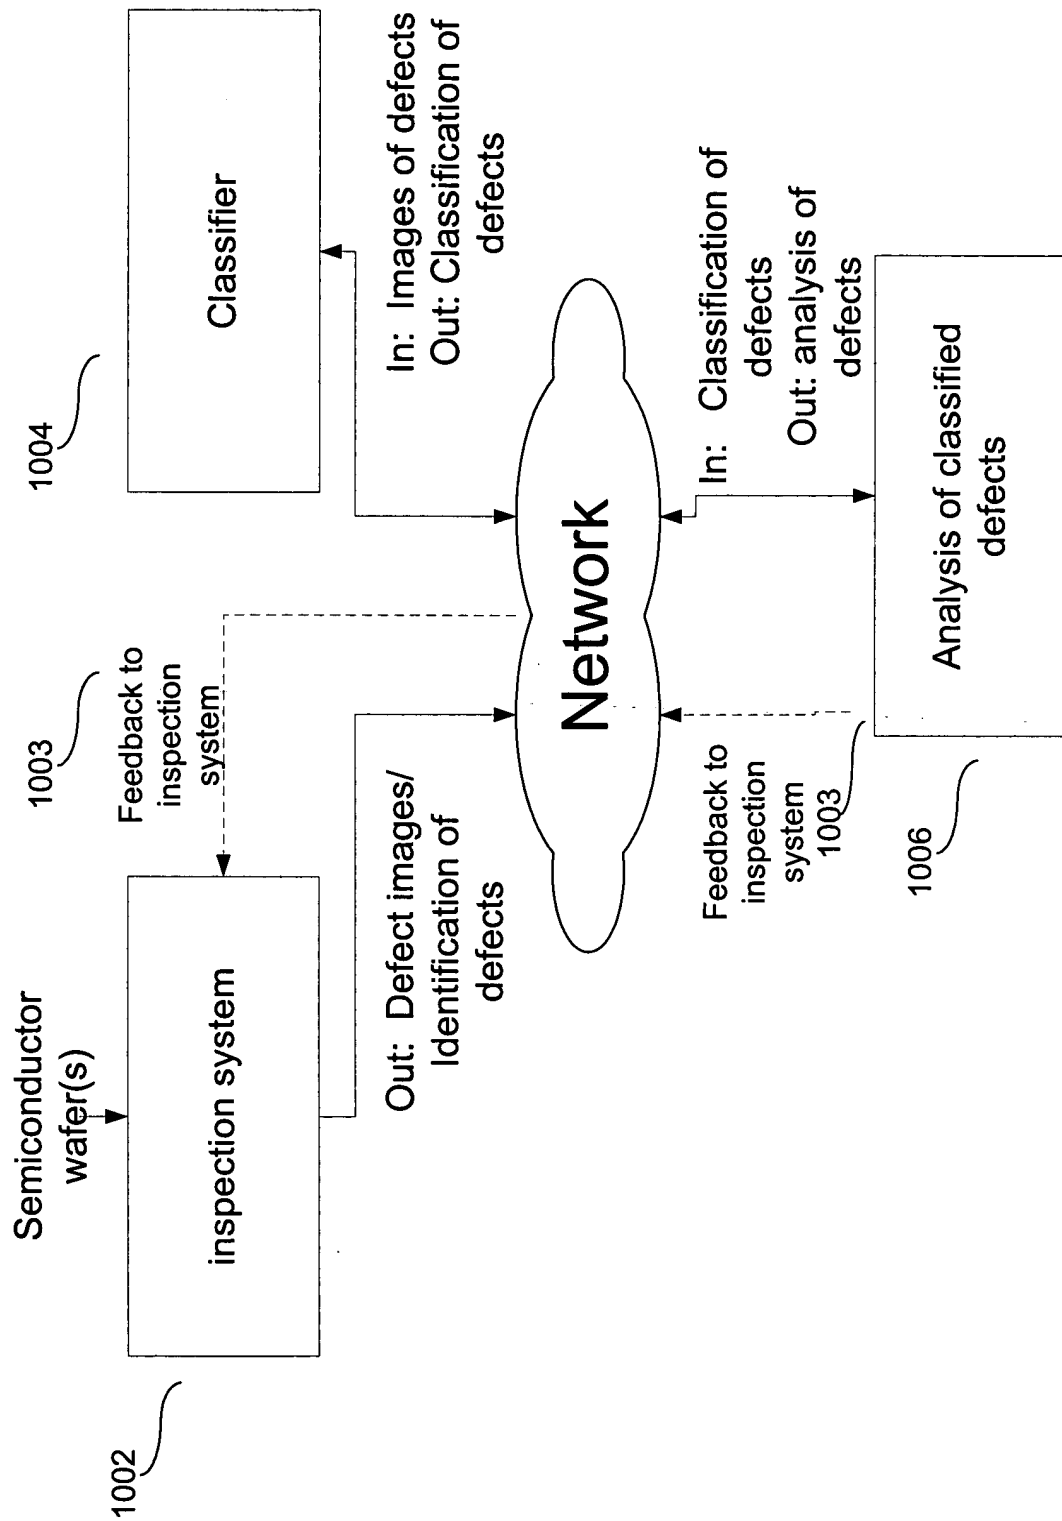 Semiconductor
wafer(s)
1002
inspection system
1003
Feedback to
inspection
system
1004
Classifier
Out: Defect images/
Identification of
defects
In: Images of defects
Out: Classification of
defects
Network
Feedback to
inspection
system
1003
In: Classification of
defects
Out: analysis of
defects
1006
Analysis of classified
defects